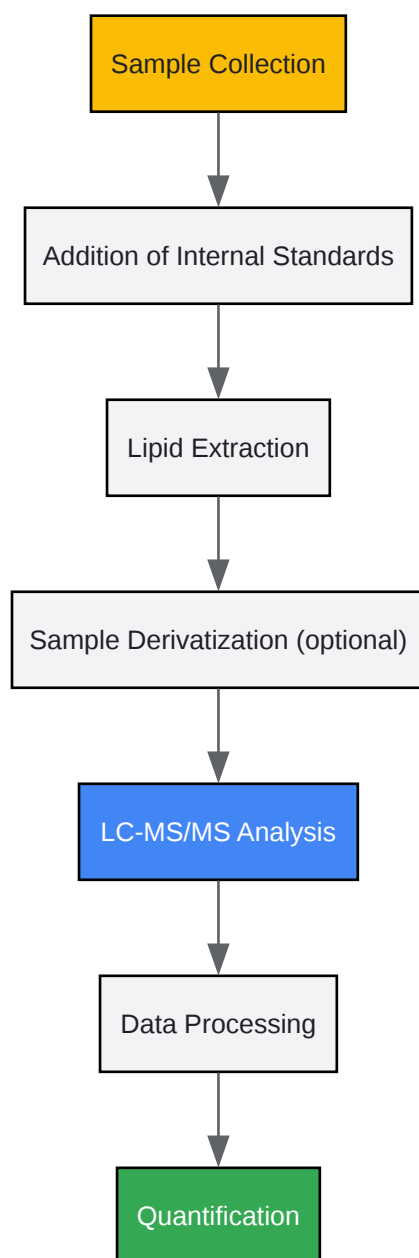 Sample Collection
Addition of Internal Standards
Lipid Extraction
Sample Derivatization (optional)
LC-MS/MS Analysis
Data Processing
Quantification